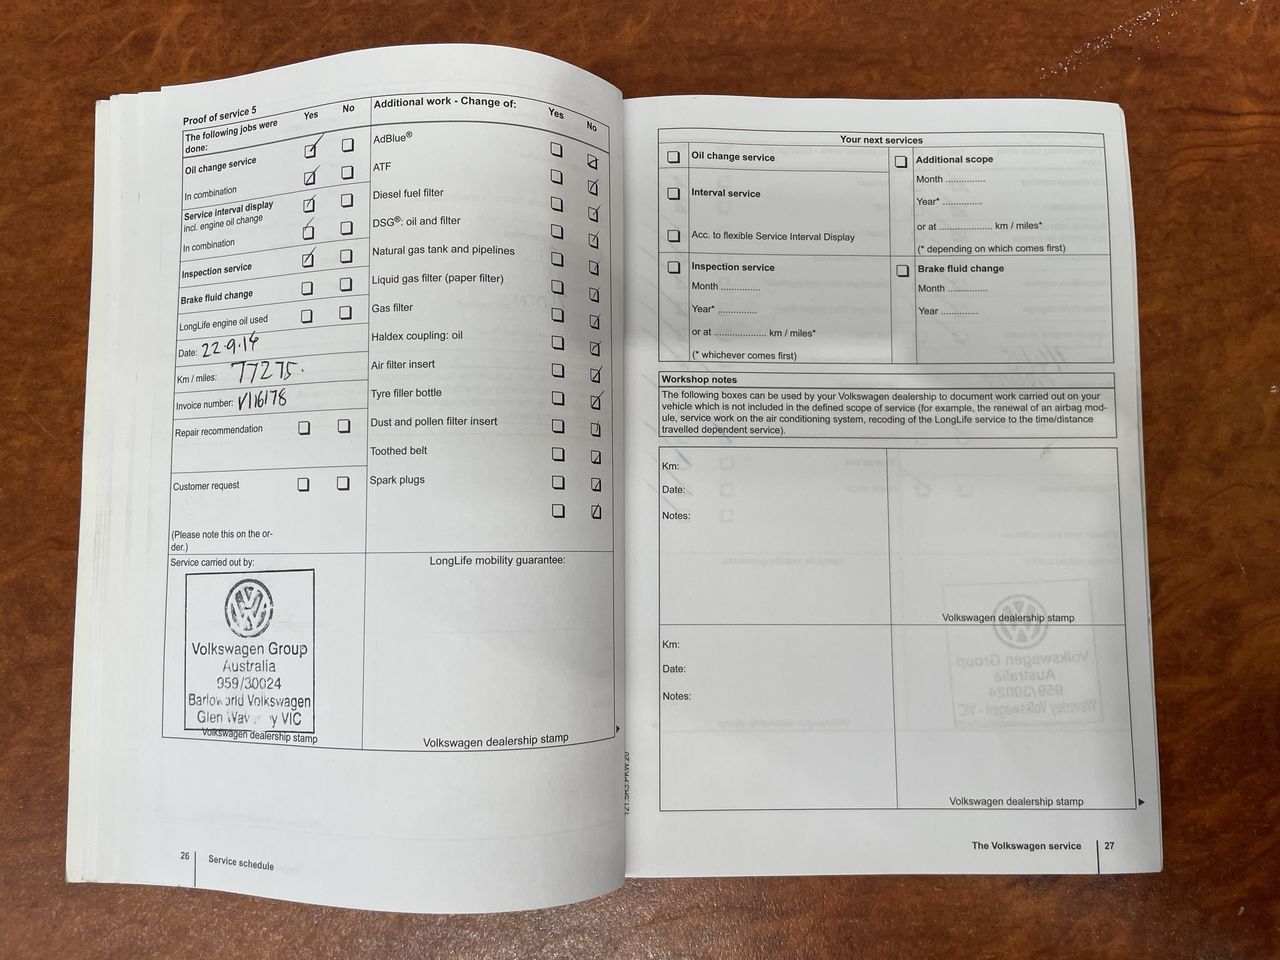 Proof of service 5
The following jobs were
done:
Yes
No
Oil change service
In combination
Service interval display
incl. engine oil change
In combination
Inspection service
Brake fluid change
LongLife engine oil used
Date: 22.9.14
Km / miles: 77275.
Invoice number: V116178
Repair recommendation
Customer request
(Please note this on the or-
der.)
Service carried out by:
Volkswagen Group
Australia
959/30024
Barloworld Volkswagen
Glen Waverley VIC
Volkswagen dealership stamp
Additional work - Change of:
Yes
No
AdBlue®
ATF
Diesel fuel filter
DSG®: oil and filter
Natural gas tank and pipelines
Liquid gas filter (paper filter)
Gas filter
Haldex coupling: oil
Air filter insert
Tyre filler bottle
Dust and pollen filter insert
Toothed belt
Spark plugs
LongLife mobility guarantee:
Volkswagen dealership stamp
26
Service schedule
Your next services
Oil change service
Interval service
Acc. to flexible Service Interval Display
Additional scope
Month ..............
Year* ..............
or at ................... km / miles*
(* depending on which comes first)
Inspection service
Month ..............
Year* ..............
or at ................... km / miles*
(* whichever comes first)
Brake fluid change
Month ..............
Year ..............
Workshop notes
The following boxes can be used by your Volkswagen dealership to document work carried out on your
vehicle which is not included in the defined scope of service (for example, the renewal of an airbag mod-
ule, service work on the air conditioning system, recoding of the LongLife service to the time/distance
travelled dependent service).
Km:
Date:
Notes:
Volkswagen dealership stamp
Km:
Date:
Notes:
Volkswagen dealership stamp
The Volkswagen service
27